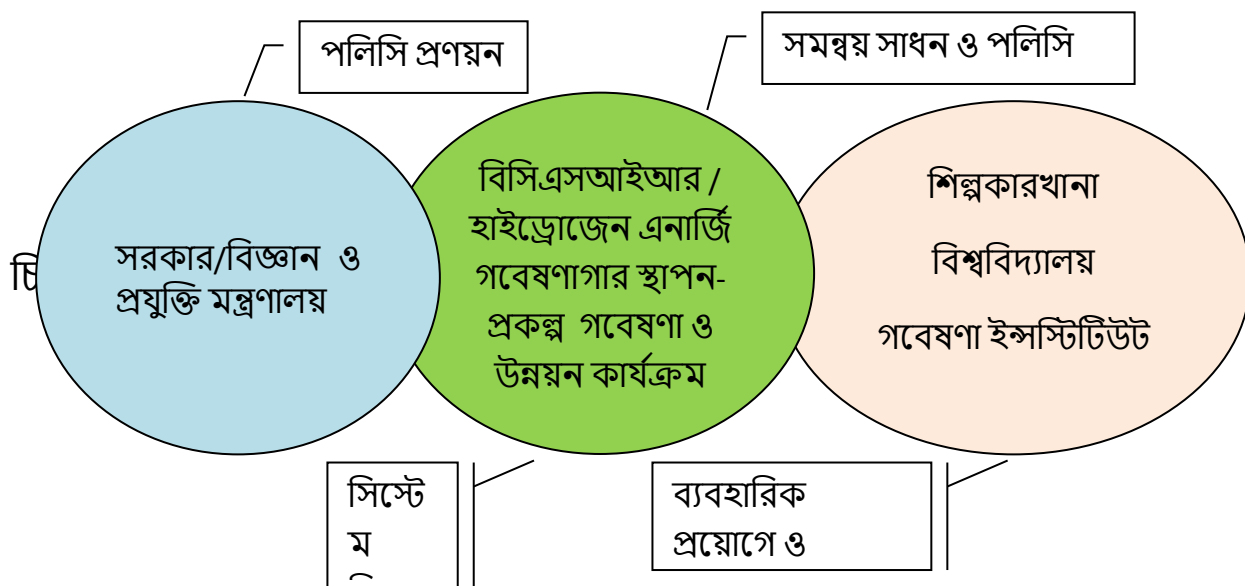 পলিসি প্রণয়ন
সমন্বয় সাধন ও পলিসি
সরকার/বিজ্ঞান ও
প্রযুক্তি মন্ত্রণালয়
বিসিএসআইআর /
হাইড্রোজেন এনার্জি
গবেষণাগার স্থাপন-
প্রকল্প গবেষণা ও
উন্নয়ন কার্যক্রম
শিল্পকারখানা
বিশ্ববিদ্যালয়
গবেষণা ইন্সস্টিটিউট
সিস্টে
ম
ব্যবহারিক
প্রয়োগে ও